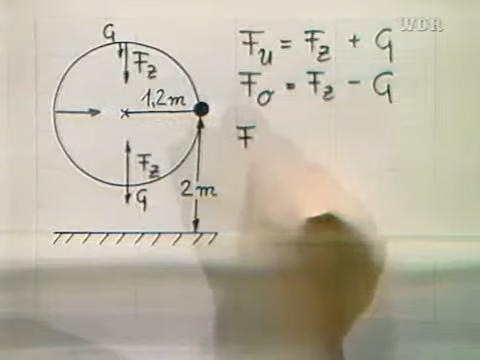 WDR
G
F_z
1,2m
F_z
G
2m
F_u = F_z + G
F_o = F_z - G
F